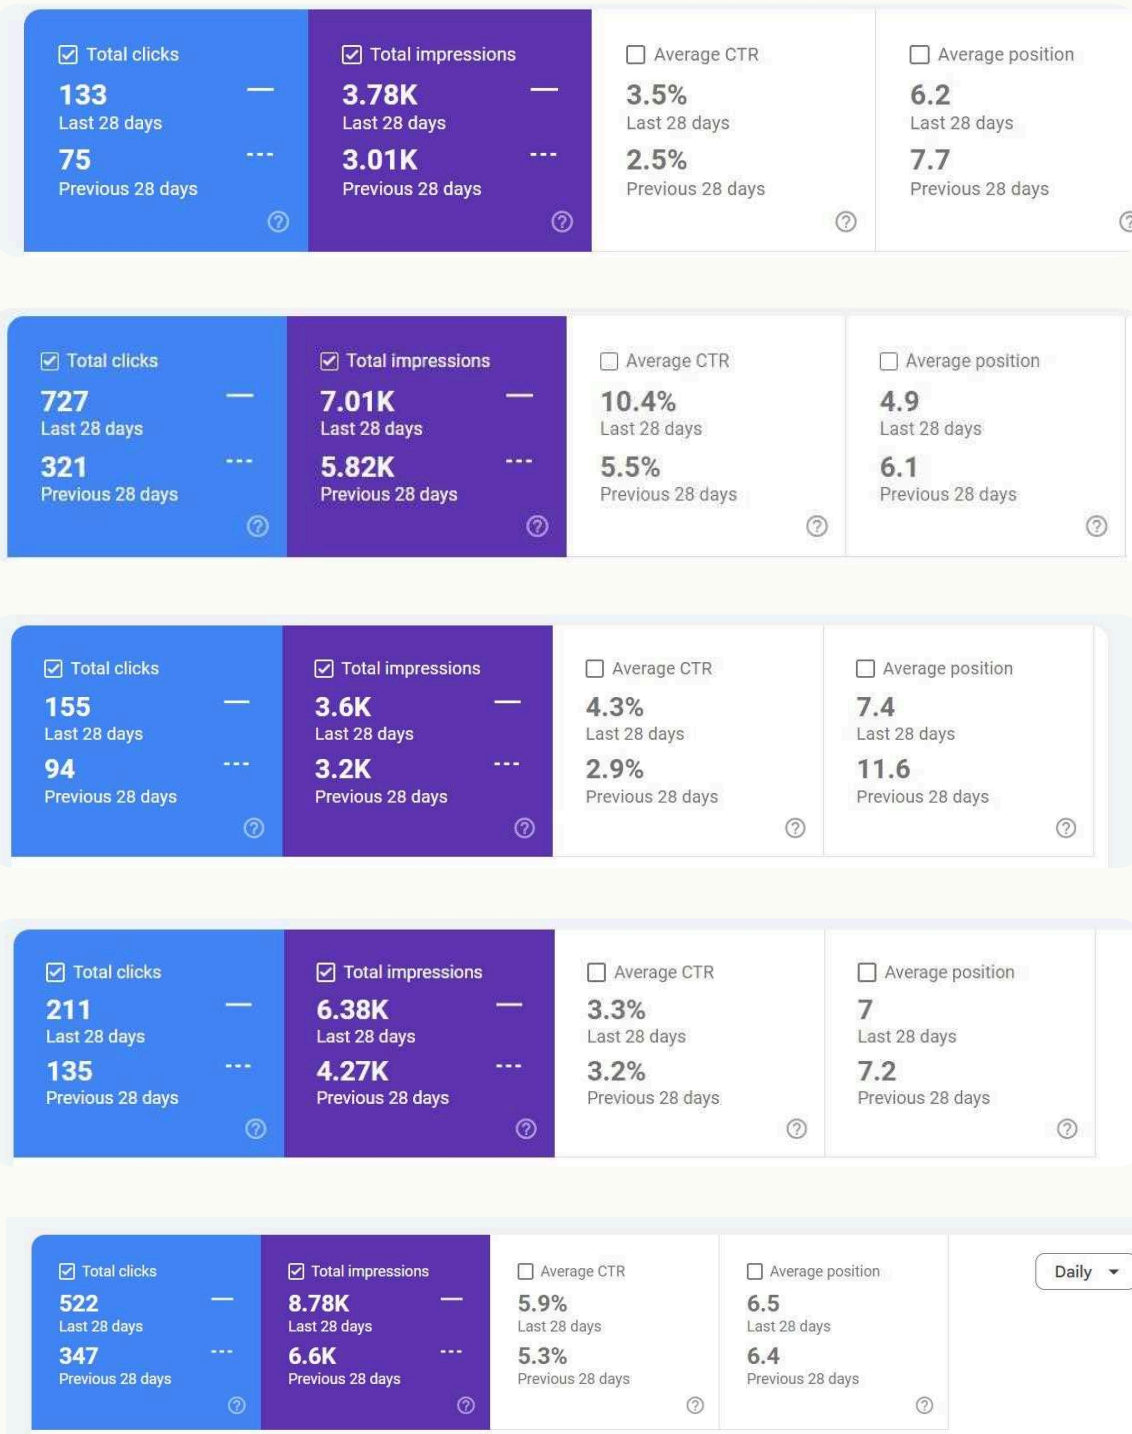 Total clicks Total impressions Average CTR Average position
133 3.78K 3.5% 6.2
Last 28 days Last 28 days Last 28 days Last 28 days
75 3.01K 2.5% 7.7
Previous 28 days Previous 28 days Previous 28 days Previous 28 days
Total clicks Total impressions Average CTR Average position
727 7.01K 10.4% 4.9
Last 28 days Last 28 days Last 28 days Last 28 days
321 5.82K 5.5% 6.1
Previous 28 days Previous 28 days Previous 28 days Previous 28 days
Total clicks Total impressions Average CTR Average position
155 3.6K 4.3% 7.4
Last 28 days Last 28 days Last 28 days Last 28 days
94 3.2K 2.9% 11.6
Previous 28 days Previous 28 days Previous 28 days Previous 28 days
Total clicks Total impressions Average CTR Average position
211 6.38K 3.3% 7
Last 28 days Last 28 days Last 28 days Last 28 days
135 4.27K 3.2% 7.2
Previous 28 days Previous 28 days Previous 28 days Previous 28 days
Total clicks Total impressions Average CTR Average position Daily
522 8.78K 5.9% 6.5
Last 28 days Last 28 days Last 28 days Last 28 days
347 6.6K 5.3% 6.4
Previous 28 days Previous 28 days Previous 28 days Previous 28 days